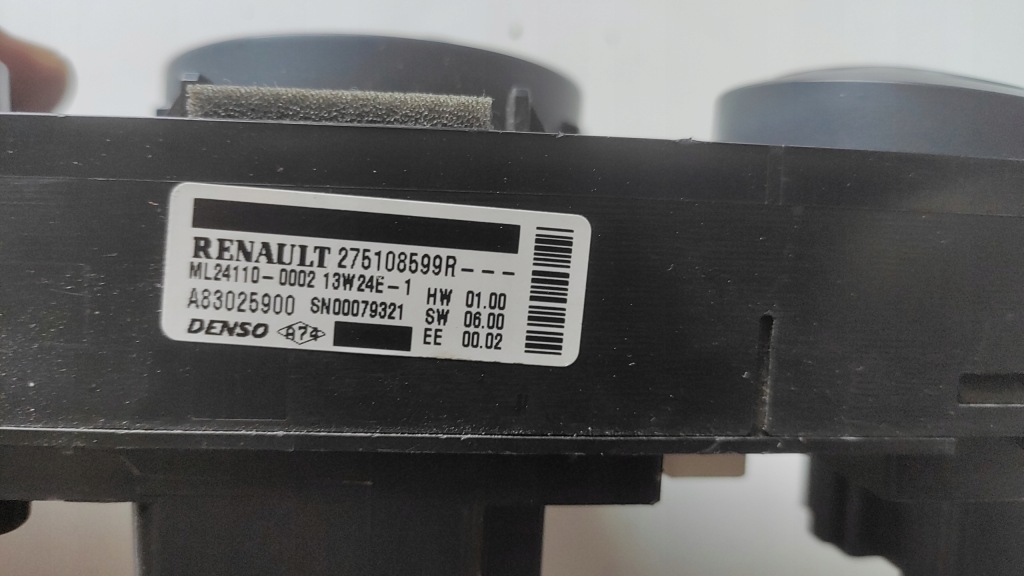 RENAULT 275108599R---
ML24110-0002 13W24E-1
A83025900 SN00079321
HW 01.00
SW 06.00
EE 00.02
DENSO 874